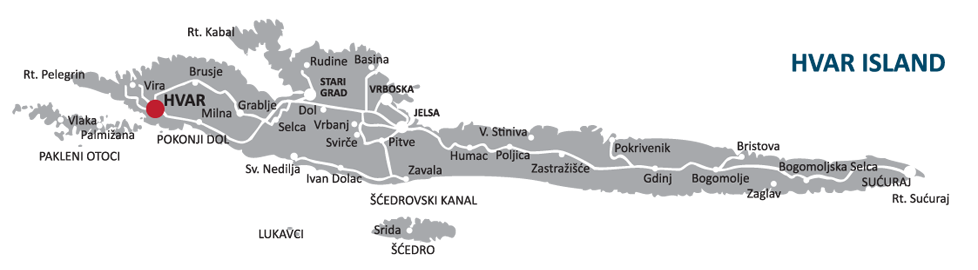 Rt. Kabal
HVAR ISLAND
Rudine
Basina
Rt. Pelegrin
Brusje
Vira
STARI
GRAD
VRBOSKA
HVAR
Grablje
Milna
Dol
JELSA
Vlaka
Selca
Vrbanj
Palmižana
POKONJI DOL
Svirče
Pitve
V. Stiniva
Pokrivenik
Bristova
PAKLENI OTOCI
Humac
Poljica
Sv. Nedilja
Ivan Dolac
Zavala
Zastražišće
Gdinj
Bogomolje
Bogomoljska Selca
SUĆURAJ
Zaglav
Rt. Sućuraj
ŠĆEDROVSKI KANAL
LUKAVCI
Srida
ŠĆEDRO